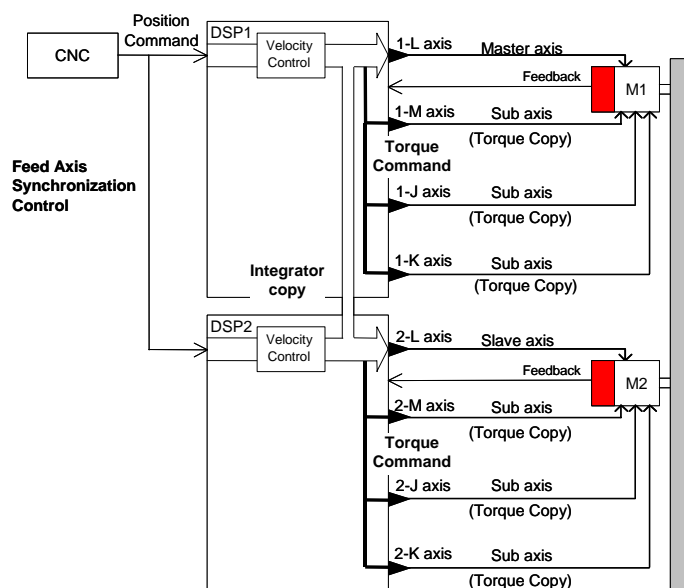 Position
Command
CNC
Feed Axis
Synchronization
Control
DSP1
Velocity
Control
1-L axis
Master axis
Feedback
M1
1-M axis
Sub axis
(Torque Copy)
Torque
Command
1-J axis
Sub axis
(Torque Copy)
1-K axis
Sub axis
(Torque Copy)
Integrator
copy
DSP2
Velocity
Control
2-L axis
Slave axis
Feedback
M2
2-M axis
Sub axis
(Torque Copy)
Torque
Command
2-J axis
Sub axis
(Torque Copy)
2-K axis
Sub axis
(Torque Copy)